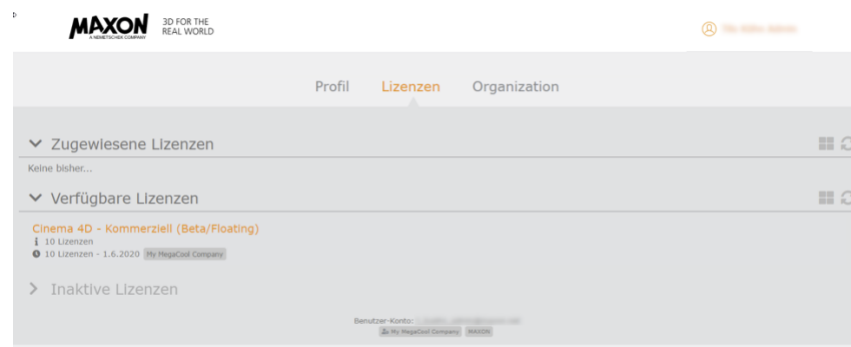 MAXON
A NEMETSCHEK COMPANY
3D FOR THE
REAL WORLD
Profil Lizenzen Organization
Zugewiesene Lizenzen
Keine bisher...
Verfügbare Lizenzen
Cinema 4D - Kommerziell (Beta/Floating)
10 Lizenzen
10 Lizenzen - 1.6.2020 My MegaCool Company
Inaktive Lizenzen
Benutzer-Konto:
My MegaCool Company MAXON